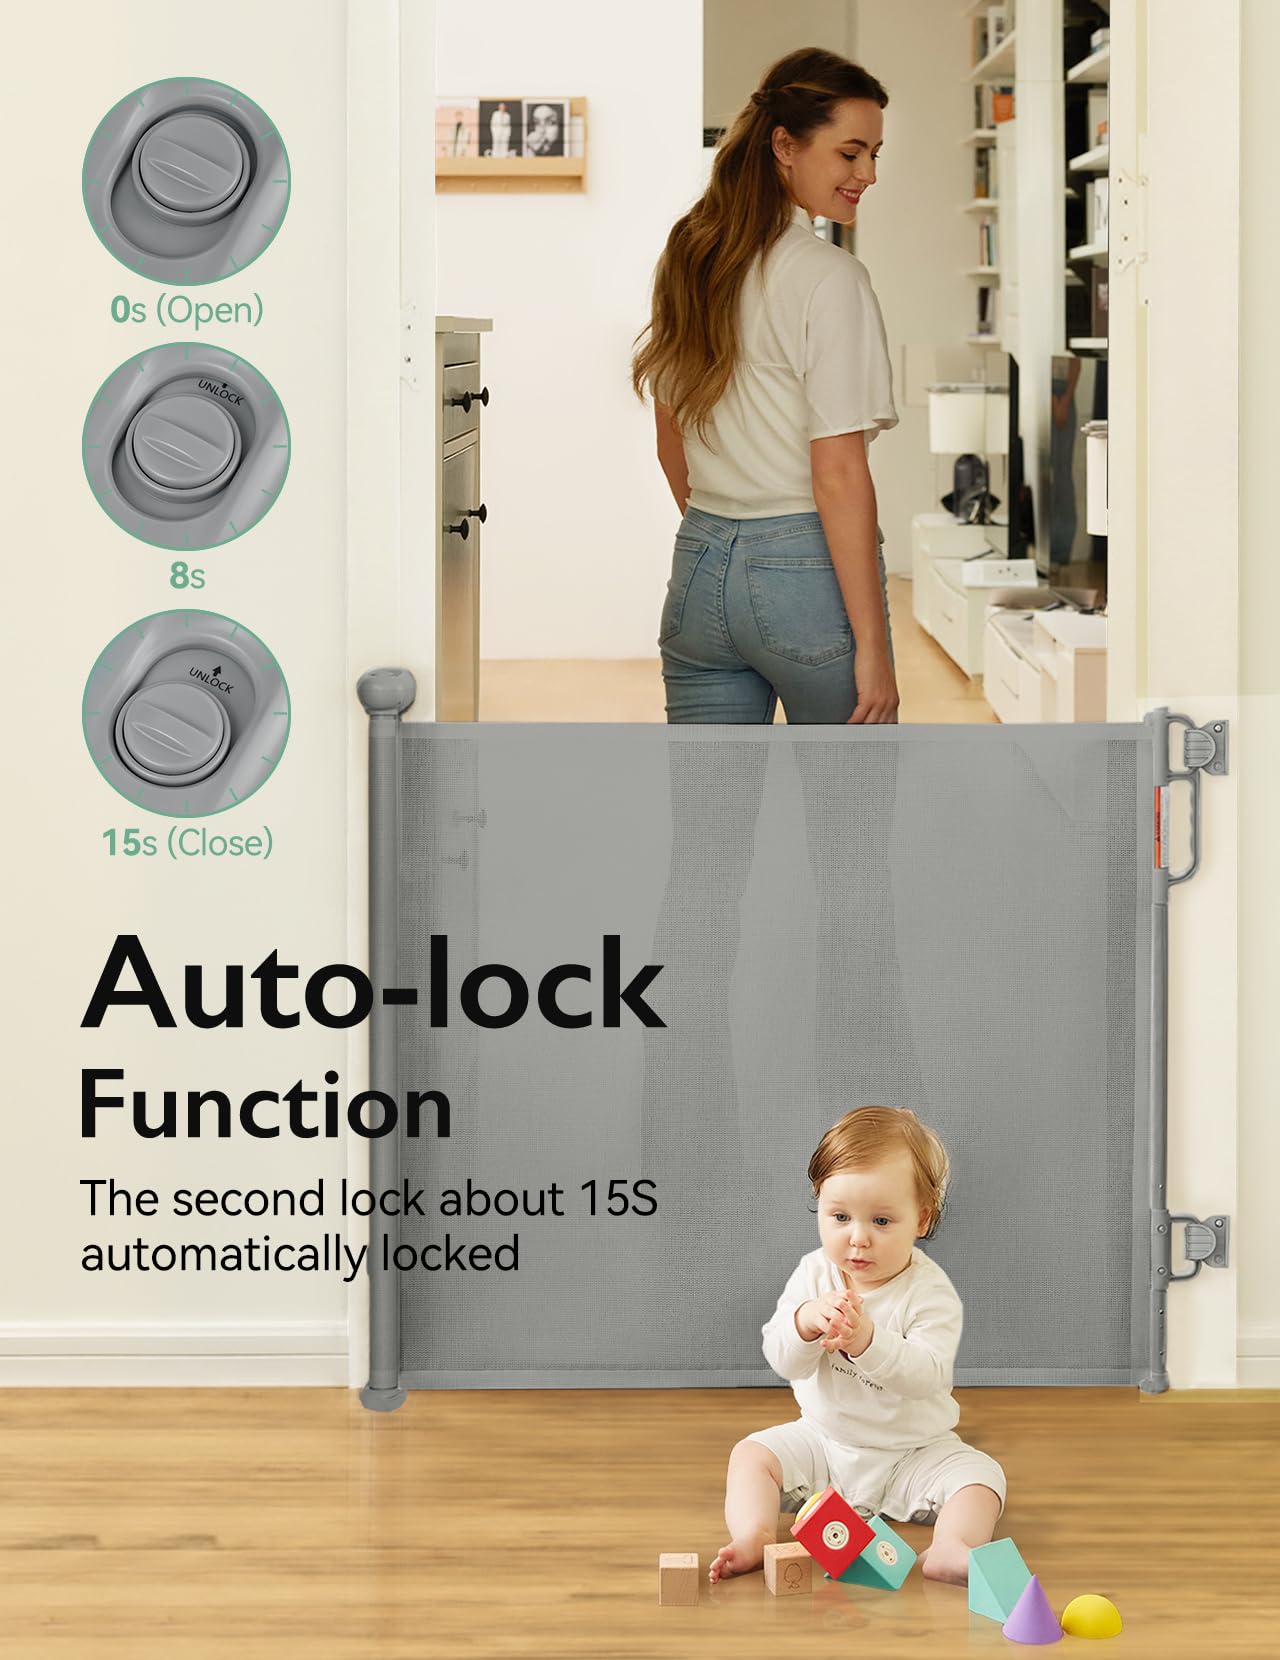 0s (Open)
UNLOCK
8s
UNLOCK
15s (Close)
Auto-lock
Function
The second lock about 15S
automatically locked